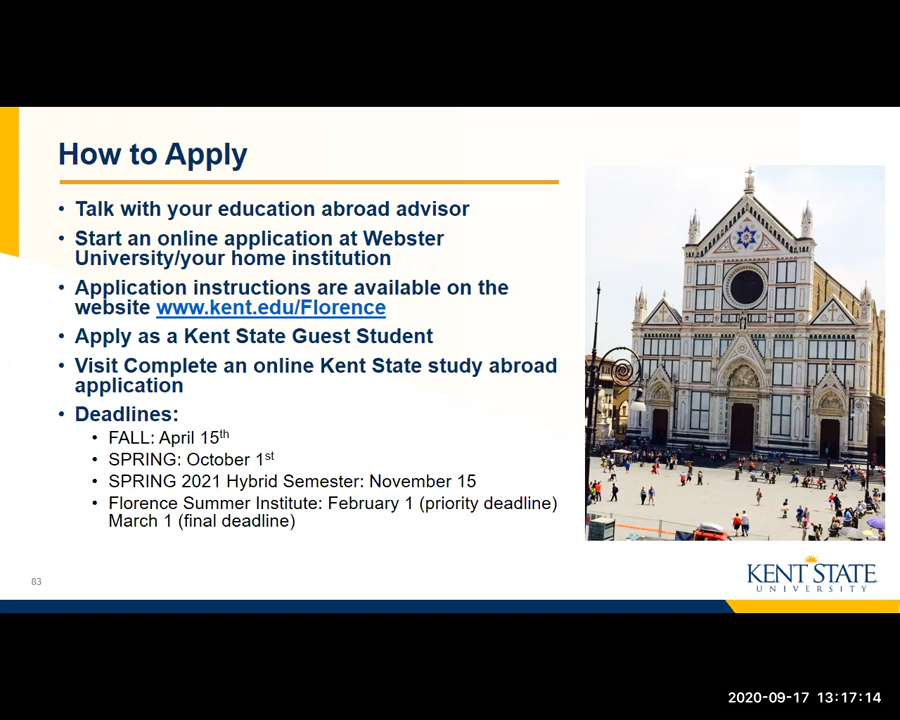 How to Apply
• Talk with your education abroad advisor
• Start an online application at Webster
University/your home institution
• Application instructions are available on the
website www.kent.edu/Florence
• Apply as a Kent State Guest Student
• Visit Complete an online Kent State study abroad
application
• Deadlines:
• FALL: April 15th
• SPRING: October 1st
• SPRING 2021 Hybrid Semester: November 15
• Florence Summer Institute: February 1 (priority deadline)
March 1 (final deadline)
83
KENT STATE
UNIVERSITY
2020-09-17 13:17:14